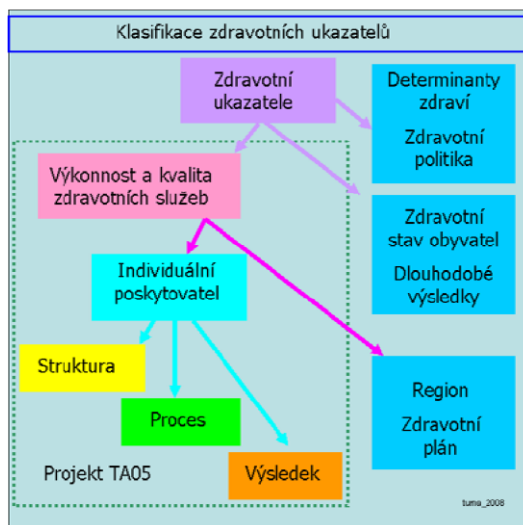 Klasifikace zdravotních ukazatelů
Zdravotní
ukazatele
Determinanty
zdraví
Zdravotní
politika
Výkonnost a kvalita
zdravotních služeb
Zdravotní
stav obyvatel
Dlouhodobé
výsledky
Individuální
poskytovatel
Struktura
Proces
Region
Zdravotní
plán
Projekt TA05
Výsledek
tuma_2008